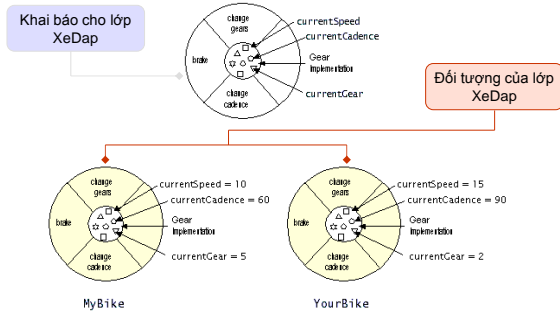 Khai báo cho lớp
XeDap
change
gears
currentSpeed
currentCadence
brake
Gear
Implementation
currentGear
change
cadence
Đối tượng của lớp
XeDap
change
gears
currentSpeed = 10
currentCadence = 60
brake
Gear
Implementation
currentGear = 5
change
cadence
MyBike
change
gears
currentSpeed = 15
currentCadence = 90
brake
Gear
Implementation
currentGear = 2
change
cadence
YourBike